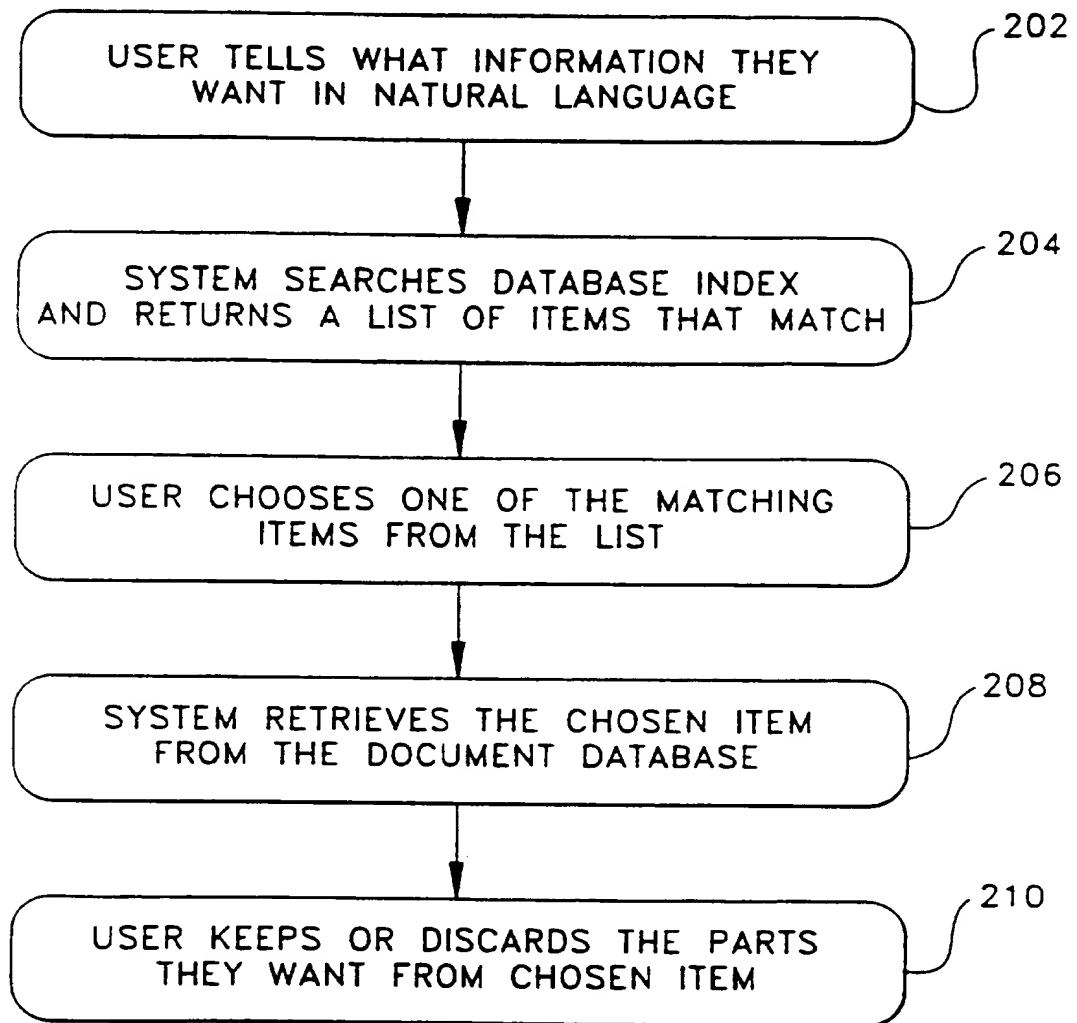 202
USER TELLS WHAT INFORMATION THEY
WANT IN NATURAL LANGUAGE
204
SYSTEM SEARCHES DATABASE INDEX
AND RETURNS A LIST OF ITEMS THAT MATCH
206
USER CHOOSES ONE OF THE MATCHING
ITEMS FROM THE LIST
208
SYSTEM RETRIEVES THE CHOSEN ITEM
FROM THE DOCUMENT DATABASE
210
USER KEEPS OR DISCARDS THE PARTS
THEY WANT FROM CHOSEN ITEM